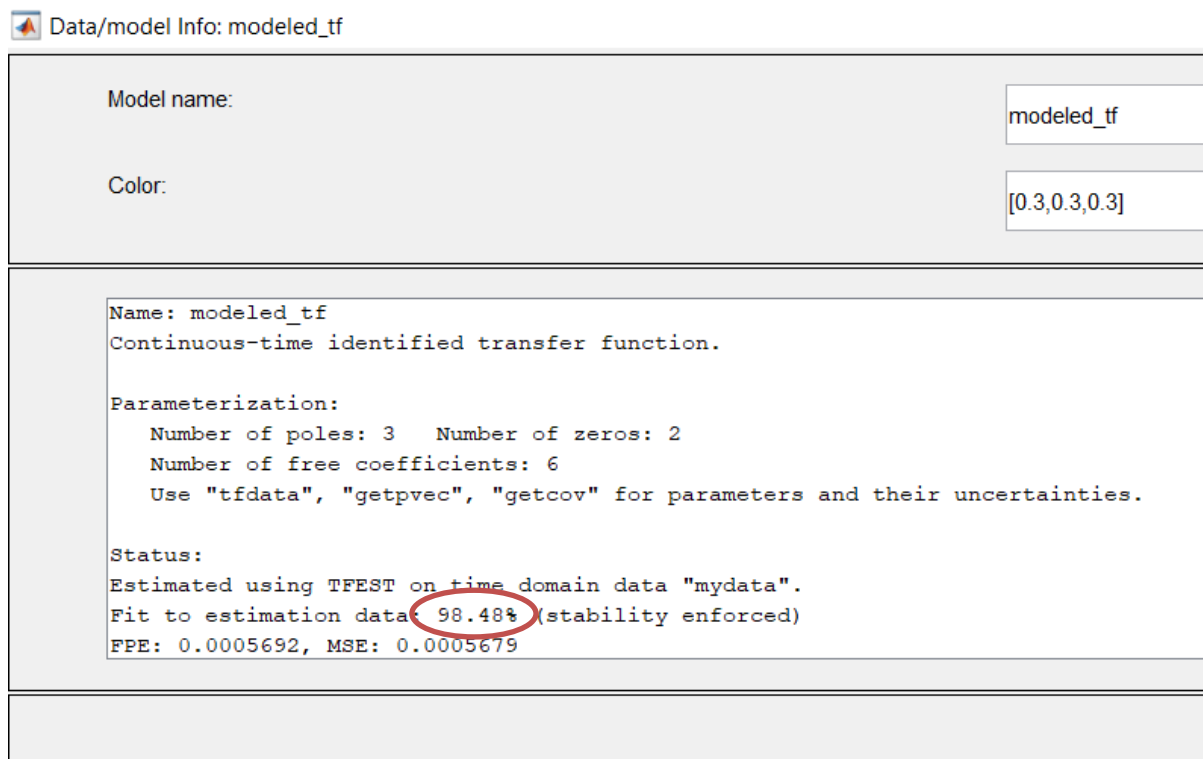 Data/model Info: modeled_tf
Model name:
modeled_tf
Color:
[0.3,0.3,0.3]
Name: modeled_tf
Continuous-time identified transfer function.
Parameterization:
Number of poles: 3   Number of zeros: 2
Number of free coefficients: 6
Use "tfdata", "getpvec", "getcov" for parameters and their uncertainties.
Status:
Estimated using TFEST on time domain data "mydata".
Fit to estimation data: 98.48% (stability enforced)
FPE: 0.0005692, MSE: 0.0005679